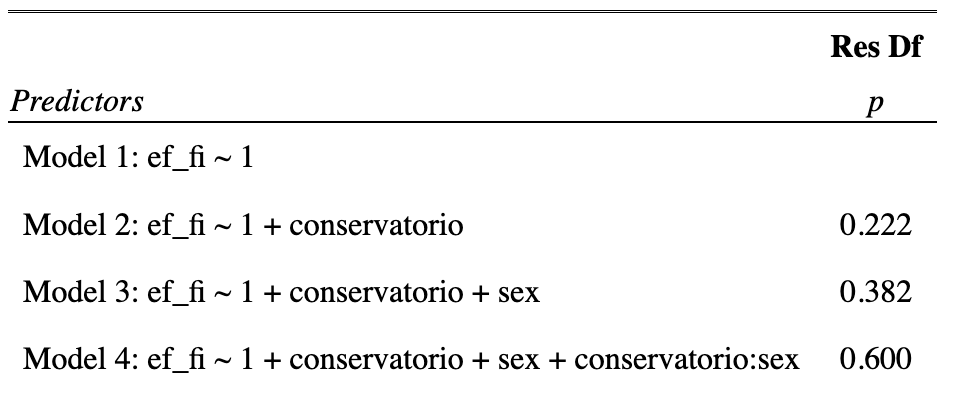 Res Df
Predictors p
Model 1: ef_fi ~ 1
Model 2: ef_fi ~ 1 + conservatorio 0.222
Model 3: ef_fi ~ 1 + conservatorio + sex 0.382
Model 4: ef_fi ~ 1 + conservatorio + sex + conservatorio:sex 0.600